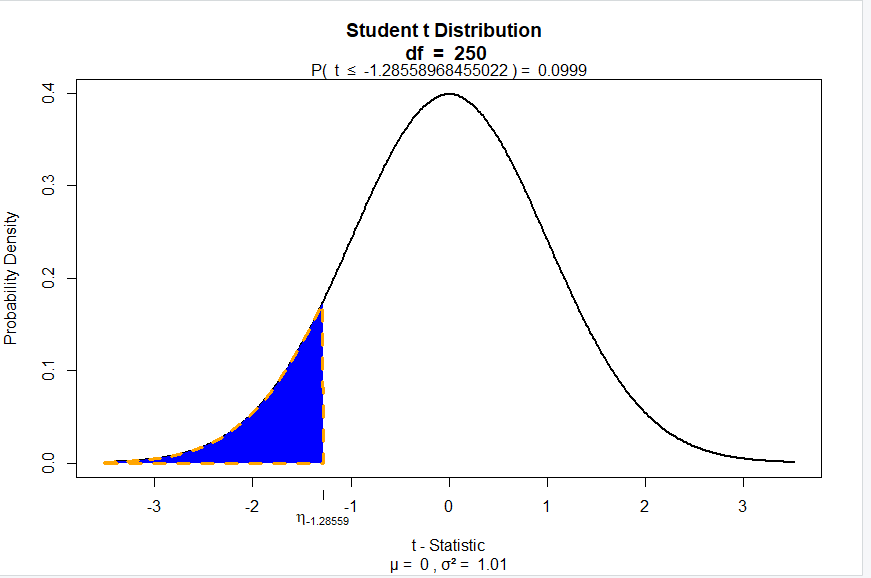 Student t Distribution
df = 250
P( t ≤ -1.28558968455022 ) = 0.0999
Probability Density
0.4
0.3
0.2
0.1
0.0
-3 -2 -1 0 1 2 3
η-1.28559
t - Statistic
μ = 0 , σ² = 1.01